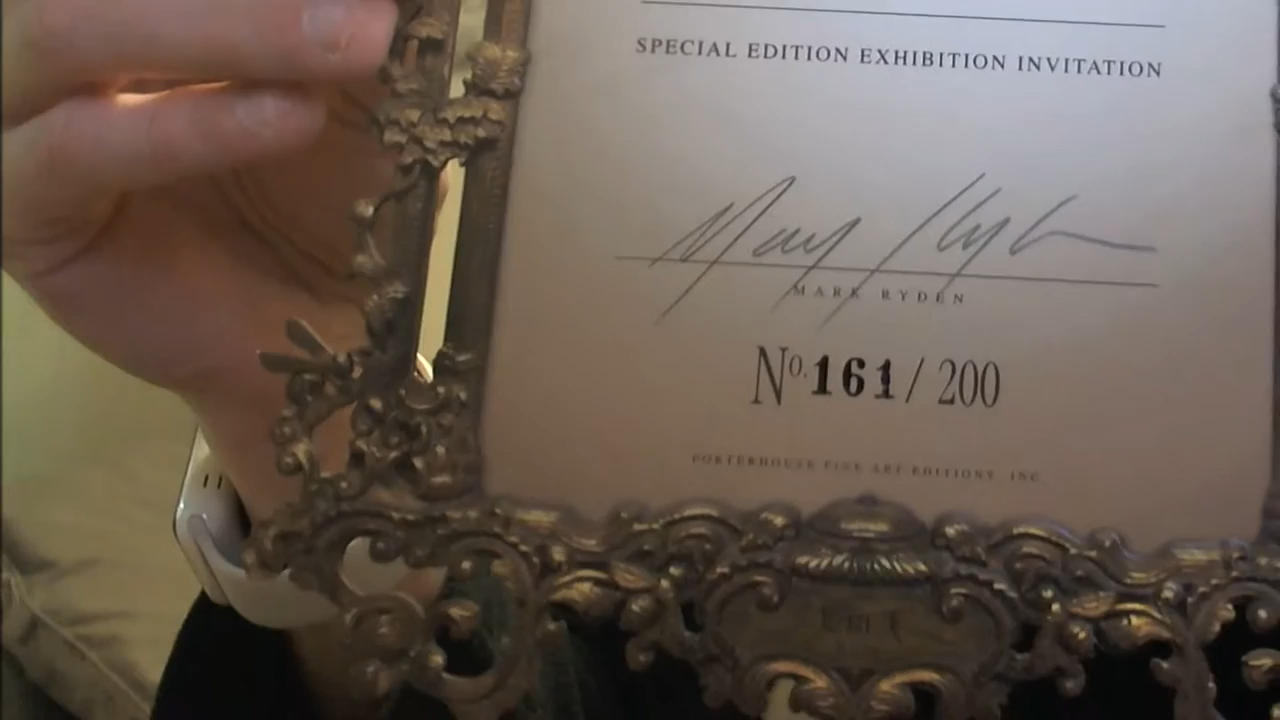 SPECIAL EDITION EXHIBITION INVITATION
MARK RYDEN
No. 161 / 200
PORTERHOUSE FINE ART EDITIONS, INC